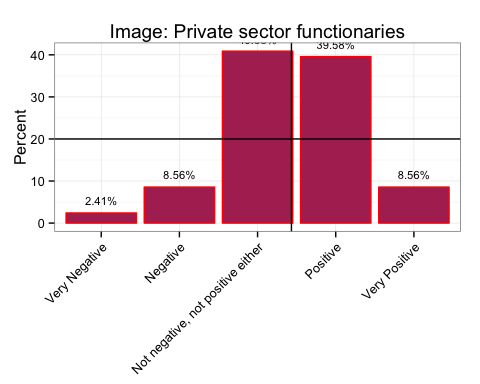 Image: Private sector functionaries
39.58%
8.56%
8.56%
2.41%
Percent
40
30
20
10
0
Very Negative
Negative
Not negative, not positive either
Positive
Very Positive